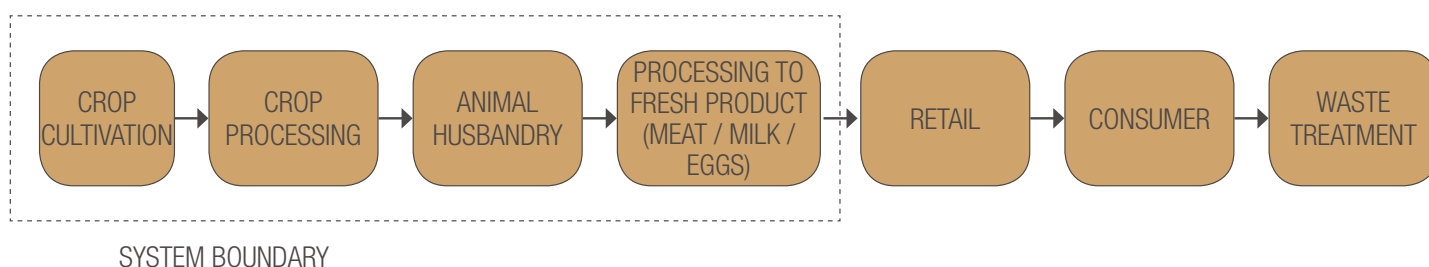 CROP
CULTIVATION
CROP
PROCESSING
ANIMAL
HUSBANDRY
PROCESSING TO
FRESH PRODUCT
(MEAT / MILK /
EGGS)
RETAIL
CONSUMER
WASTE
TREATMENT
SYSTEM BOUNDARY